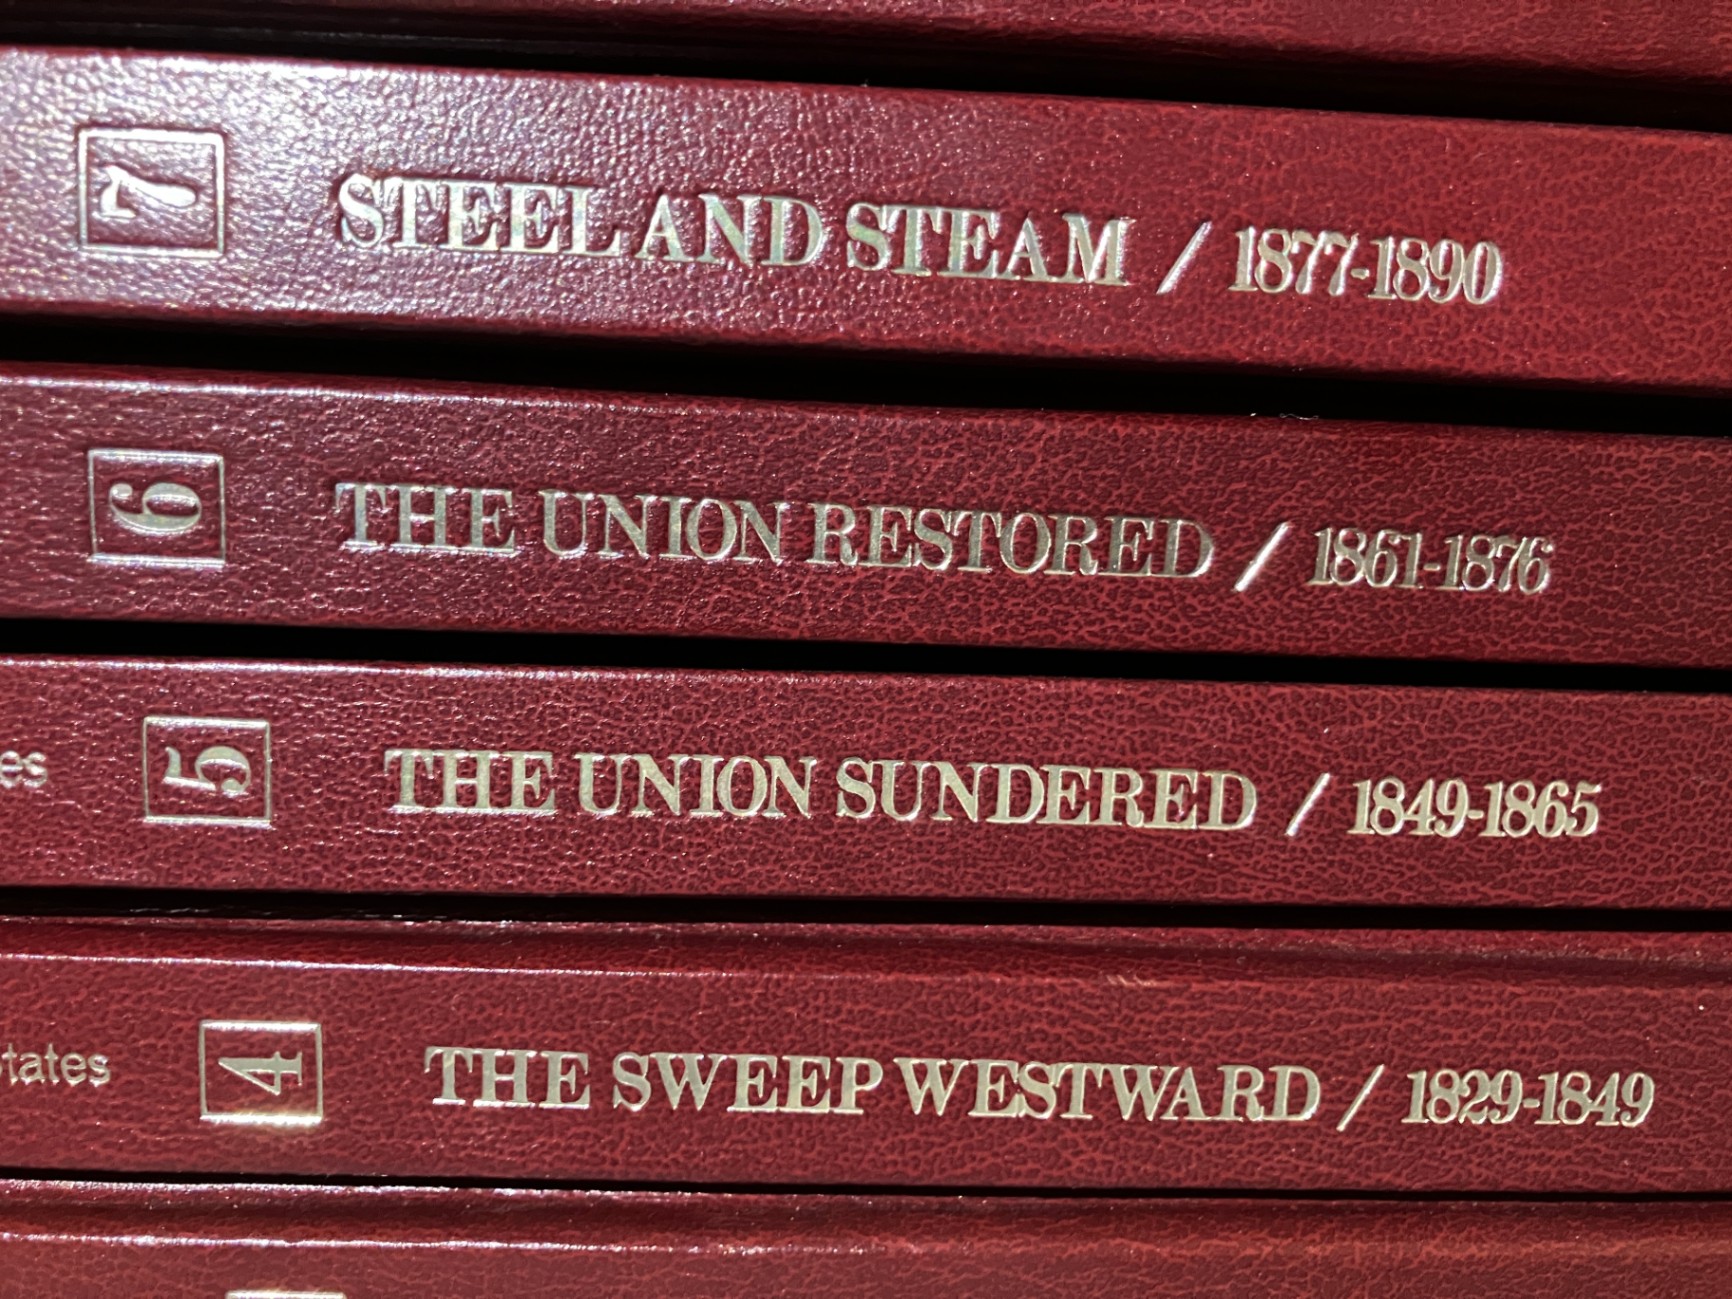 7 STEEL AND STEAM / 1877-1890
6 THE UNION RESTORED / 1861-1876
es 5 THE UNION SUNDERED / 1849-1865
tates 4 THE SWEEP WESTWARD / 1829-1849